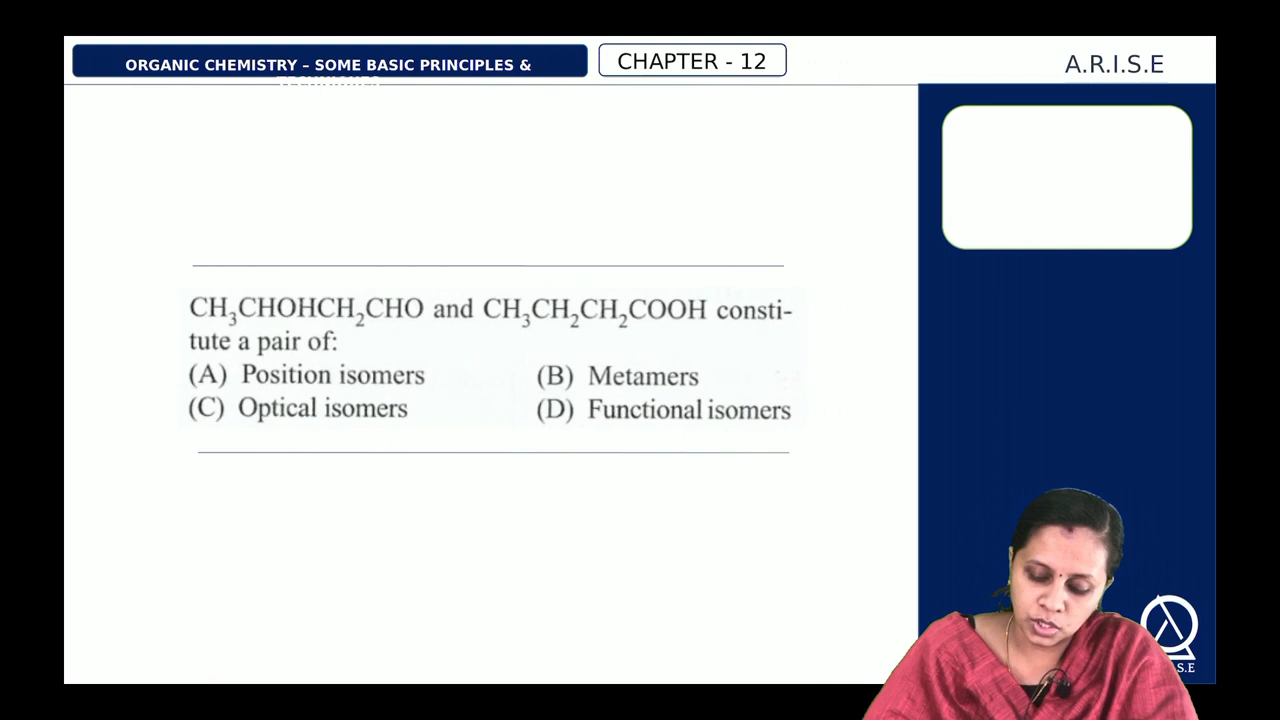 ORGANIC CHEMISTRY – SOME BASIC PRINCIPLES &
TECHNIQUES
CHAPTER - 12
A.R.I.S.E
CH₃CHOHCH₂CHO and CH₃CH₂CH₂COOH consti-
tute a pair of:
(A) Position isomers (B) Metamers
(C) Optical isomers (D) Functional isomers
S.E